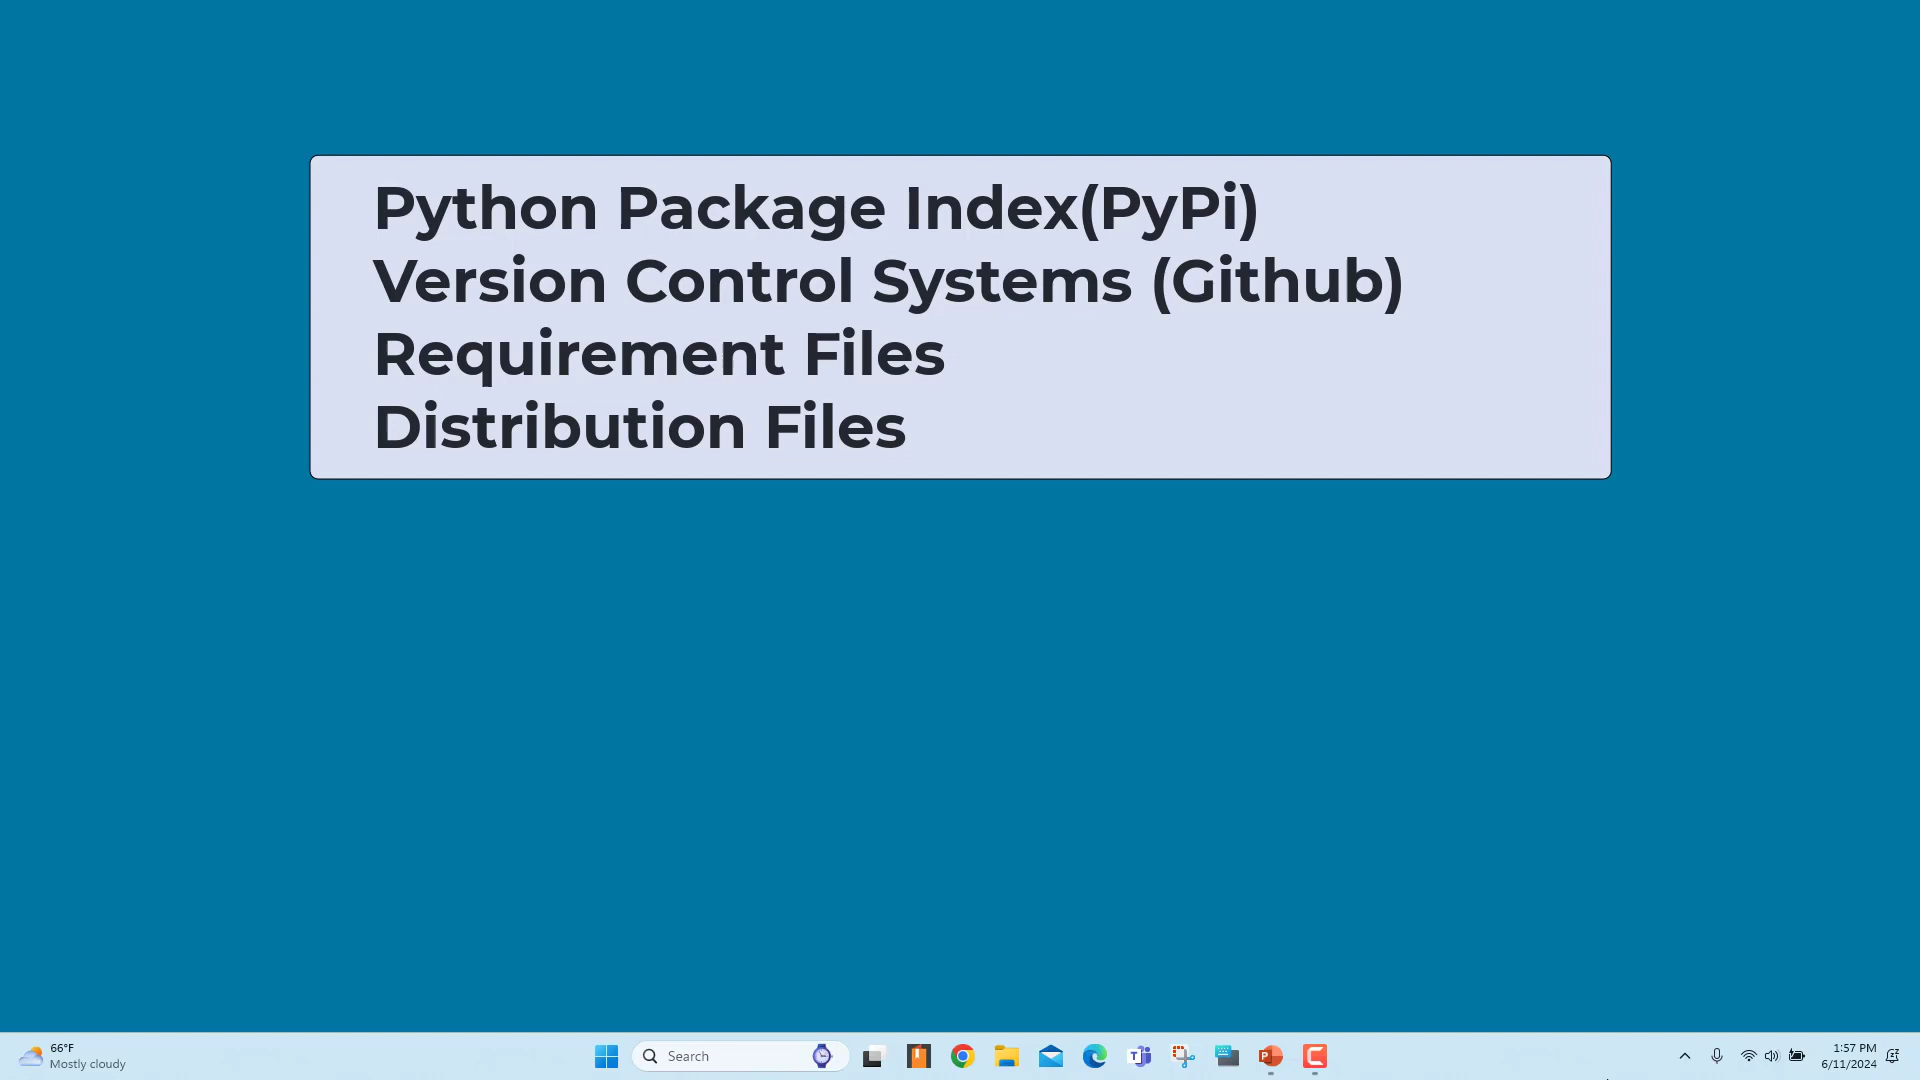 Python Package Index(PyPi)
Version Control Systems (Github)
Requirement Files
Distribution Files
66°F
Mostly cloudy
Search
1:57 PM
6/11/2024